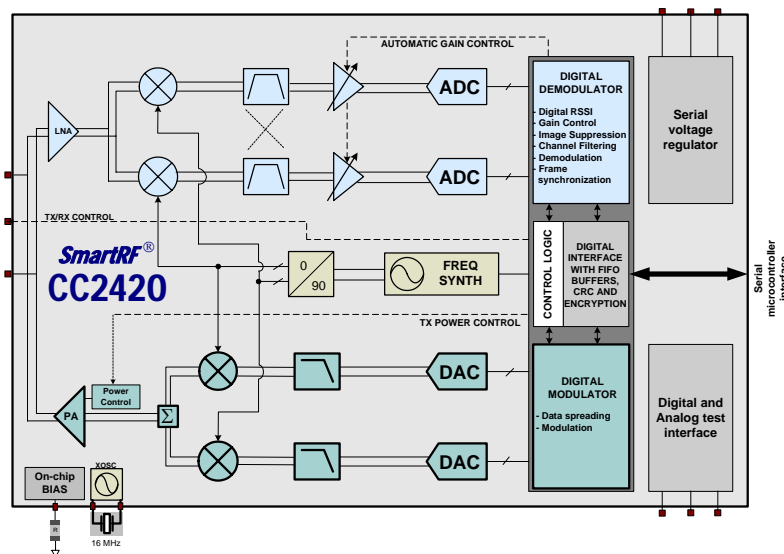 AUTOMATIC GAIN CONTROL
LNA
ADC
ADC
DIGITAL
DEMODULATOR
- Digital RSSI
- Gain Control
- Image Suppression
- Channel Filtering
- Demodulation
- Frame
synchronization
Serial
voltage
regulator
TX/RX CONTROL
SmartRF®
CC2420
0
90
FREQ
SYNTH
CONTROL LOGIC
DIGITAL
INTERFACE
WITH FIFO
BUFFERS,
CRC AND
ENCRYPTION
Serial
microcontroller
interface
TX POWER CONTROL
Power
Control
PA
Σ
DAC
DAC
DIGITAL
MODULATOR
- Data spreading
- Modulation
Digital and
Analog test
interface
On-chip
BIAS
XOSC
R
16 MHz